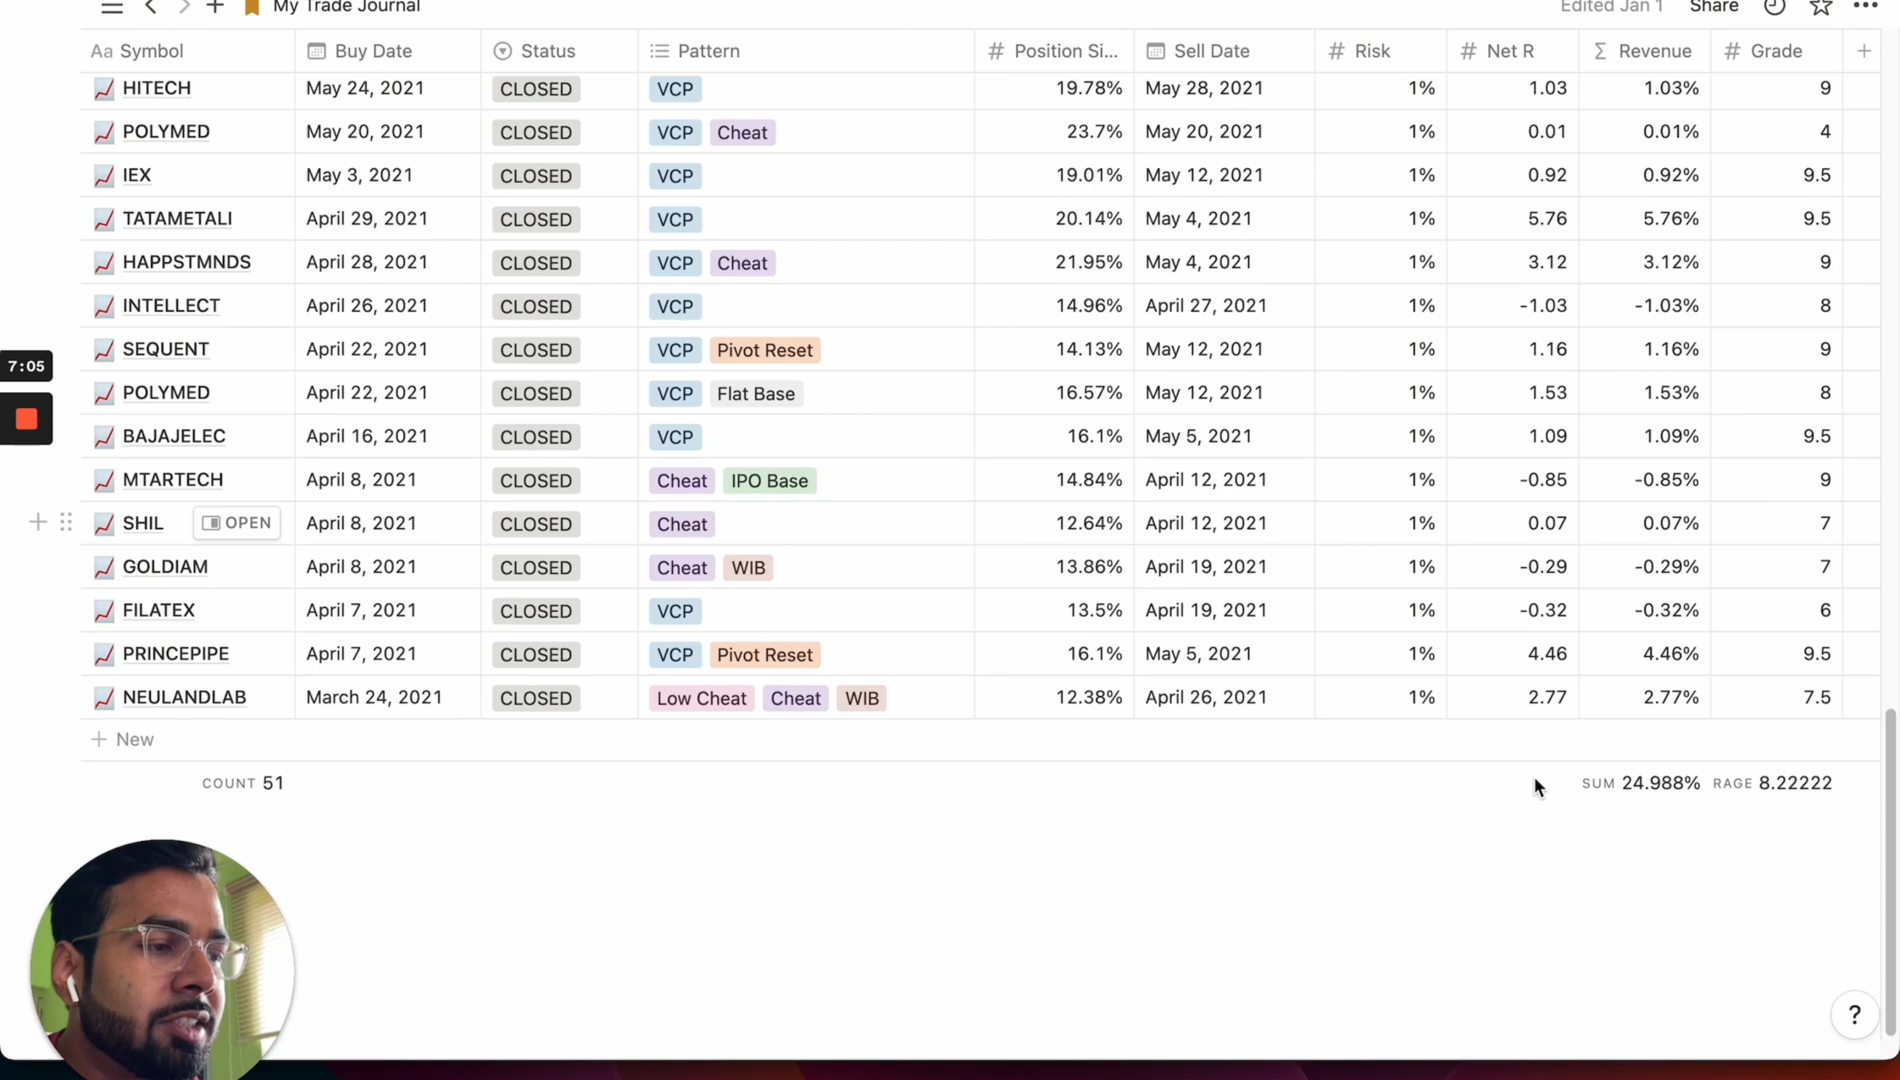 My Trade Journal Edited Jan 1 Share
Aa Symbol Buy Date Status Pattern # Position Si... Sell Date # Risk # Net R Σ Revenue # Grade
HITECH May 24, 2021 CLOSED VCP 19.78% May 28, 2021 1% 1.03 1.03% 9
POLYMED May 20, 2021 CLOSED VCP Cheat 23.7% May 20, 2021 1% 0.01 0.01% 4
IEX May 3, 2021 CLOSED VCP 19.01% May 12, 2021 1% 0.92 0.92% 9.5
TATAMETALI April 29, 2021 CLOSED VCP 20.14% May 4, 2021 1% 5.76 5.76% 9.5
HAPPSTMNDS April 28, 2021 CLOSED VCP Cheat 21.95% May 4, 2021 1% 3.12 3.12% 9
INTELLECT April 26, 2021 CLOSED VCP 14.96% April 27, 2021 1% -1.03 -1.03% 8
SEQUENT April 22, 2021 CLOSED VCP Pivot Reset 14.13% May 12, 2021 1% 1.16 1.16% 9
7:05
POLYMED April 22, 2021 CLOSED VCP Flat Base 16.57% May 12, 2021 1% 1.53 1.53% 8
BAJAJELEC April 16, 2021 CLOSED VCP 16.1% May 5, 2021 1% 1.09 1.09% 9.5
MTARTECH April 8, 2021 CLOSED Cheat IPO Base 14.84% April 12, 2021 1% -0.85 -0.85% 9
SHIL OPEN April 8, 2021 CLOSED Cheat 12.64% April 12, 2021 1% 0.07 0.07% 7
GOLDIAM April 8, 2021 CLOSED Cheat WIB 13.86% April 19, 2021 1% -0.29 -0.29% 7
FILATEX April 7, 2021 CLOSED VCP 13.5% April 19, 2021 1% -0.32 -0.32% 6
PRINCEPIPE April 7, 2021 CLOSED VCP Pivot Reset 16.1% May 5, 2021 1% 4.46 4.46% 9.5
NEULANDLAB March 24, 2021 CLOSED Low Cheat Cheat WIB 12.38% April 26, 2021 1% 2.77 2.77% 7.5
+ New
COUNT 51 SUM 24.988% RAGE 8.22222
?